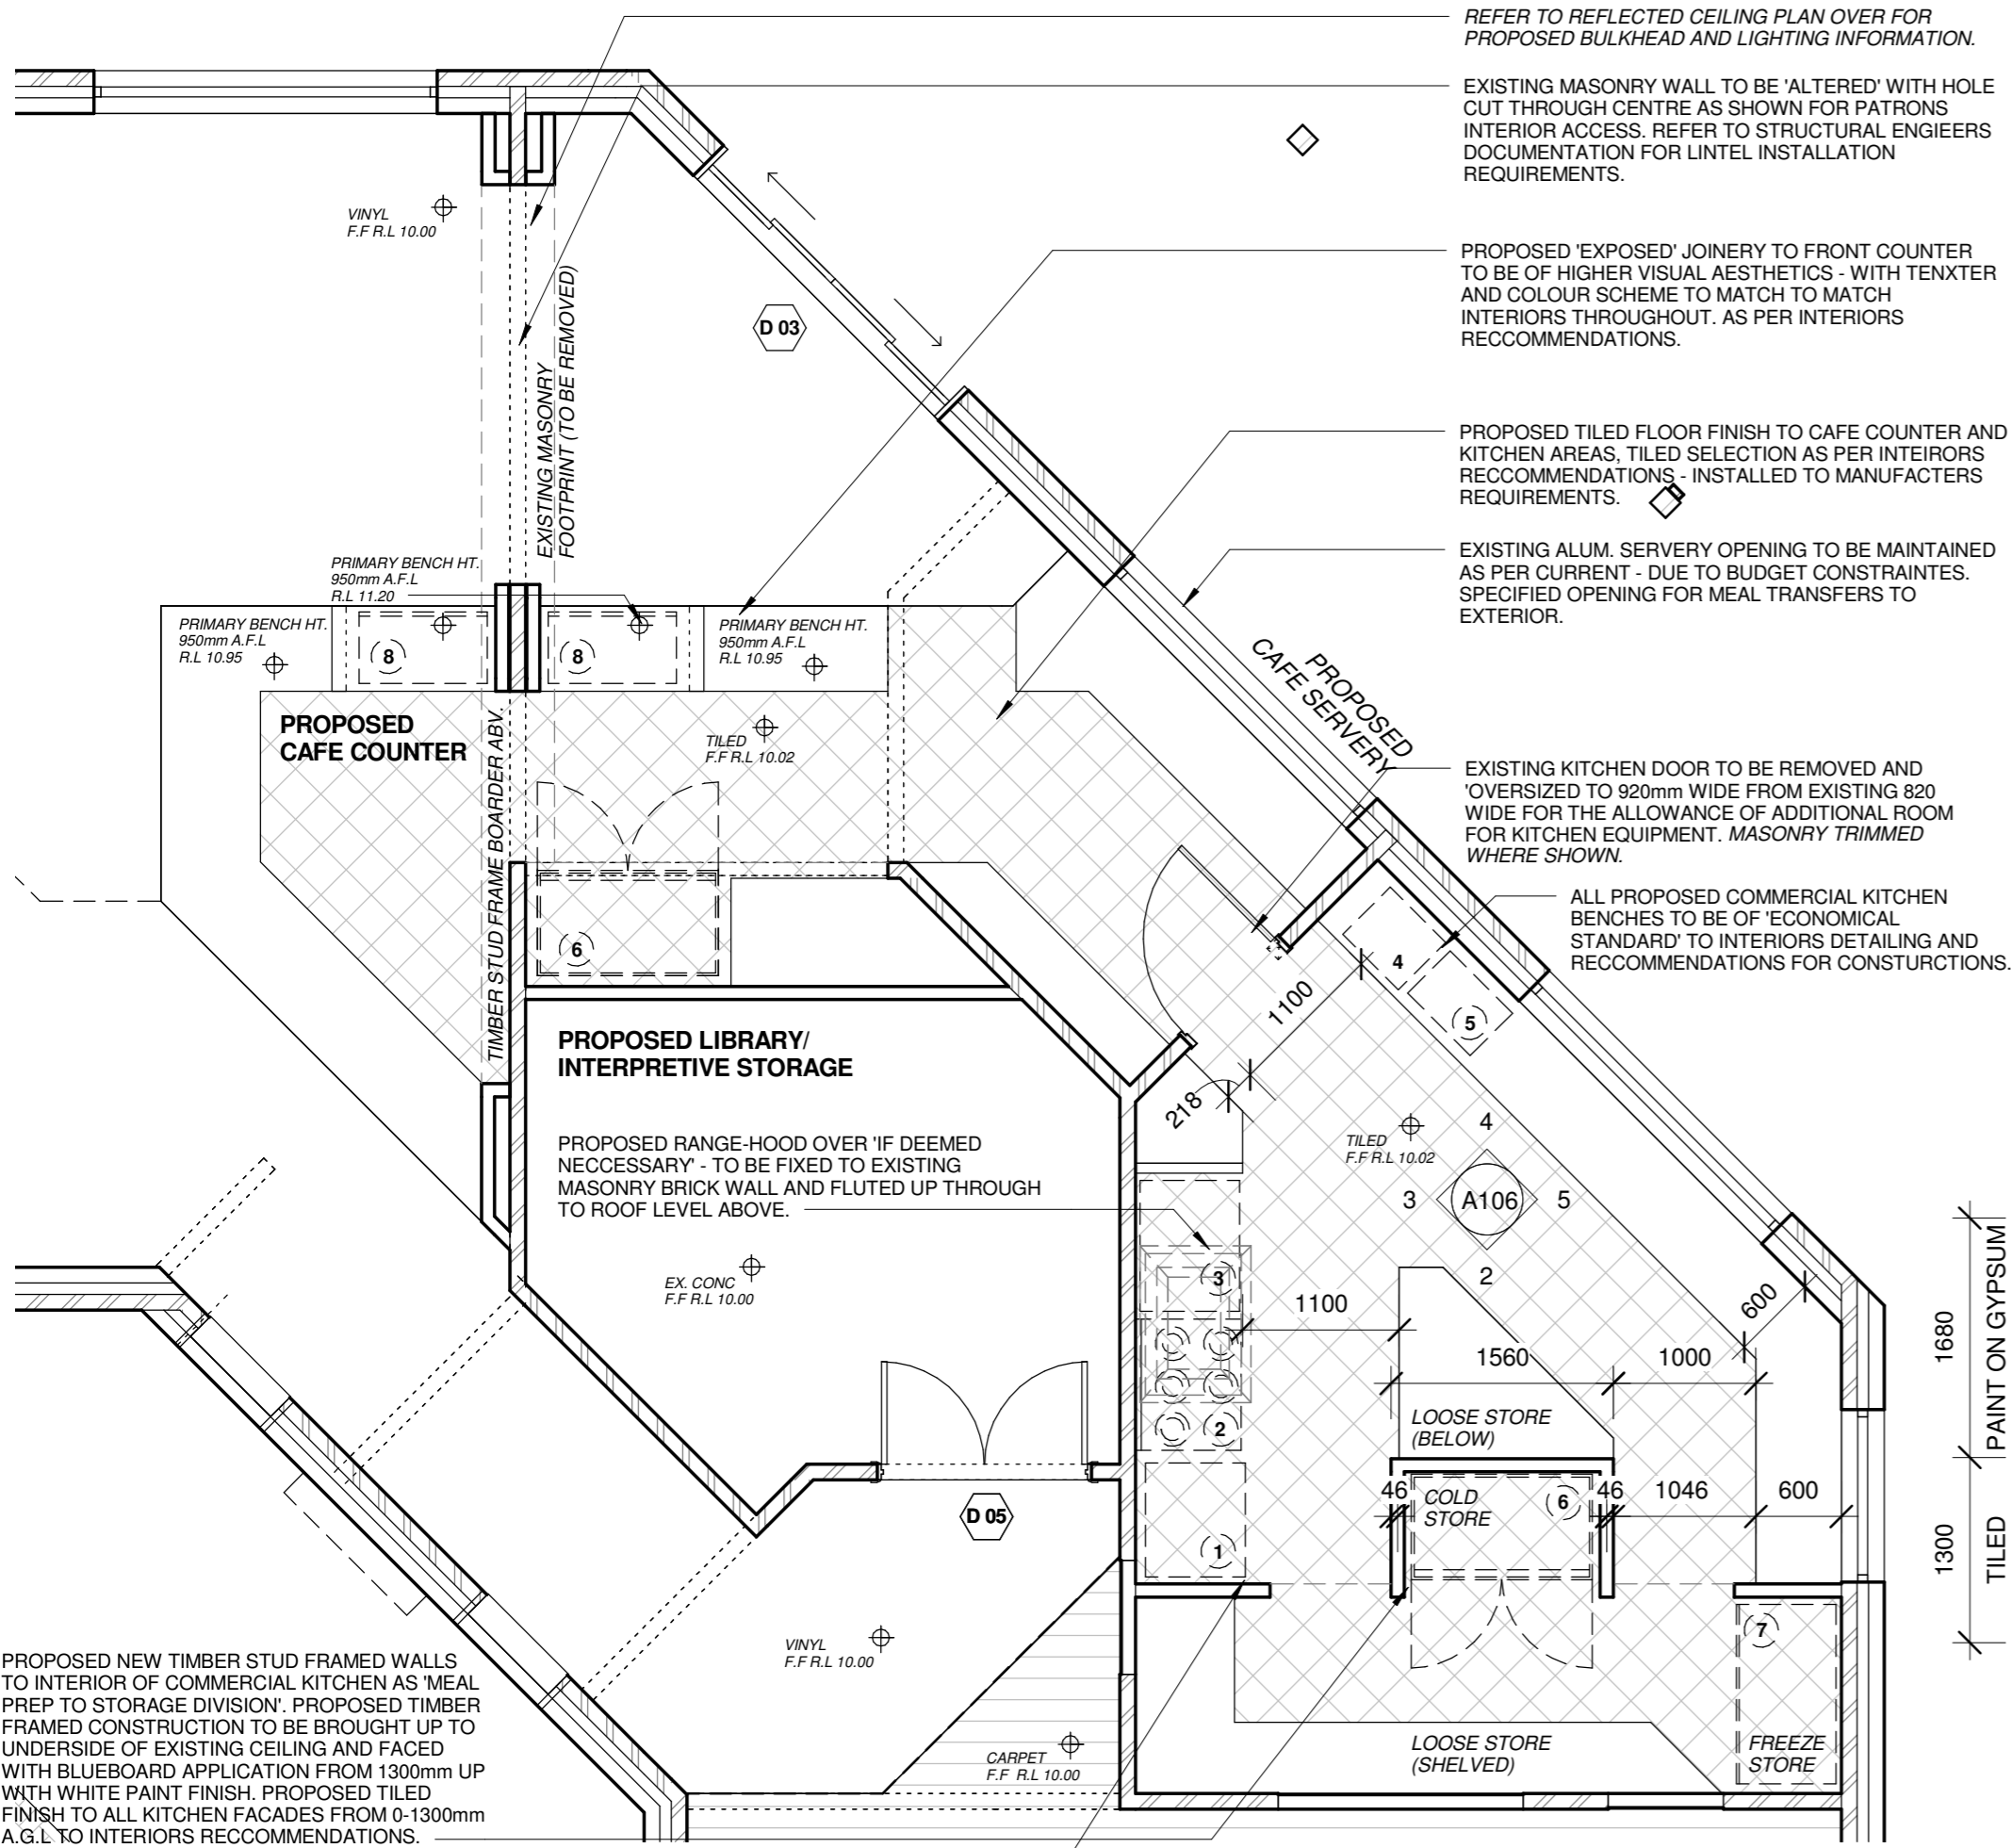 REFER TO REFLECTED CEILING PLAN OVER FOR
PROPOSED BULKHEAD AND LIGHTING INFORMATION.
EXISTING MASONRY WALL TO BE 'ALTERED' WITH HOLE
CUT THROUGH CENTRE AS SHOWN FOR PATRONS
INTERIOR ACCESS. REFER TO STRUCTURAL ENGIEERS
DOCUMENTATION FOR LINTEL INSTALLATION
REQUIREMENTS.
VINYL
F.F R.L 10.00
EXISTING MASONRY
FOOTPRINT (TO BE REMOVED)
D 03
PROPOSED 'EXPOSED' JOINERY TO FRONT COUNTER
TO BE OF HIGHER VISUAL AESTHETICS - WITH TENXTER
AND COLOUR SCHEME TO MATCH TO MATCH
INTERIORS THROUGHOUT. AS PER INTERIORS
RECCOMMENDATIONS.
PROPOSED TILED FLOOR FINISH TO CAFE COUNTER AND
KITCHEN AREAS, TILED SELECTION AS PER INTEIRORS
RECCOMMENDATIONS - INSTALLED TO MANUFACTERS
REQUIREMENTS.
EXISTING ALUM. SERVERY OPENING TO BE MAINTAINED
AS PER CURRENT - DUE TO BUDGET CONSTRAINTES.
SPECIFIED OPENING FOR MEAL TRANSFERS TO
EXTERIOR.
PRIMARY BENCH HT.
950mm A.F.L
R.L 11.20
PRIMARY BENCH HT.
950mm A.F.L
R.L 10.95
8
8
PRIMARY BENCH HT.
950mm A.F.L
R.L 10.95
PROPOSED
CAFE SERVERY
PROPOSED
CAFE COUNTER
TIMBER STUD FRAME BOARDER ABV.
TILED
F.F R.L 10.02
EXISTING KITCHEN DOOR TO BE REMOVED AND
'OVERSIZED TO 920mm WIDE FROM EXISTING 820
WIDE FOR THE ALLOWANCE OF ADDITIONAL ROOM
FOR KITCHEN EQUIPMENT. MASONRY TRIMMED
WHERE SHOWN.
ALL PROPOSED COMMERCIAL KITCHEN
BENCHES TO BE OF 'ECONOMICAL
STANDARD' TO INTERIORS DETAILING AND
RECCOMMENDATIONS FOR CONSTURCTIONS.
6
4
5
1100
218
PROPOSED LIBRARY/
INTERPRETIVE STORAGE
PROPOSED RANGE-HOOD OVER 'IF DEEMED
NECCESSARY' - TO BE FIXED TO EXISTING
MASONRY BRICK WALL AND FLUTED UP THROUGH
TO ROOF LEVEL ABOVE.
EX. CONC
F.F R.L 10.00
TILED
F.F R.L 10.02
4
3
A106
5
2
3
1100
600
1560
1000
1680
PAINT ON GYPSUM
2
LOOSE STORE
(BELOW)
46
COLD
STORE
6
46
1046
600
1300
TILED
1
D 05
7
VINYL
F.F R.L 10.00
CARPET
F.F R.L 10.00
LOOSE STORE
(SHELVED)
FREEZE
STORE
PROPOSED NEW TIMBER STUD FRAMED WALLS
TO INTERIOR OF COMMERCIAL KITCHEN AS 'MEAL
PREP TO STORAGE DIVISION'. PROPOSED TIMBER
FRAMED CONSTRUCTION TO BE BROUGHT UP TO
UNDERSIDE OF EXISTING CEILING AND FACED
WITH BLUEBOARD APPLICATION FROM 1300mm UP
WITH WHITE PAINT FINISH. PROPOSED TILED
FINISH TO ALL KITCHEN FACADES FROM 0-1300mm
A.G.L TO INTERIORS RECCOMMENDATIONS.